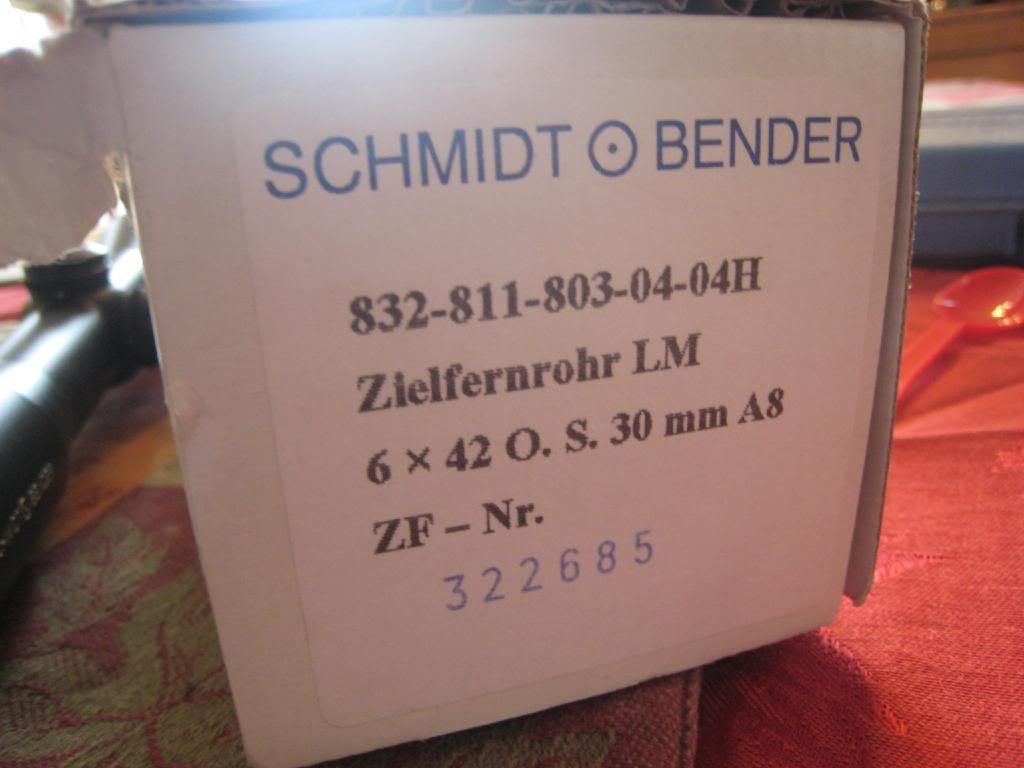 SCHMIDT BENDER
832-811-803-04-04H
Zielfernrohr LM
6 × 42 O. S. 30 mm A8
ZF – Nr.
322685